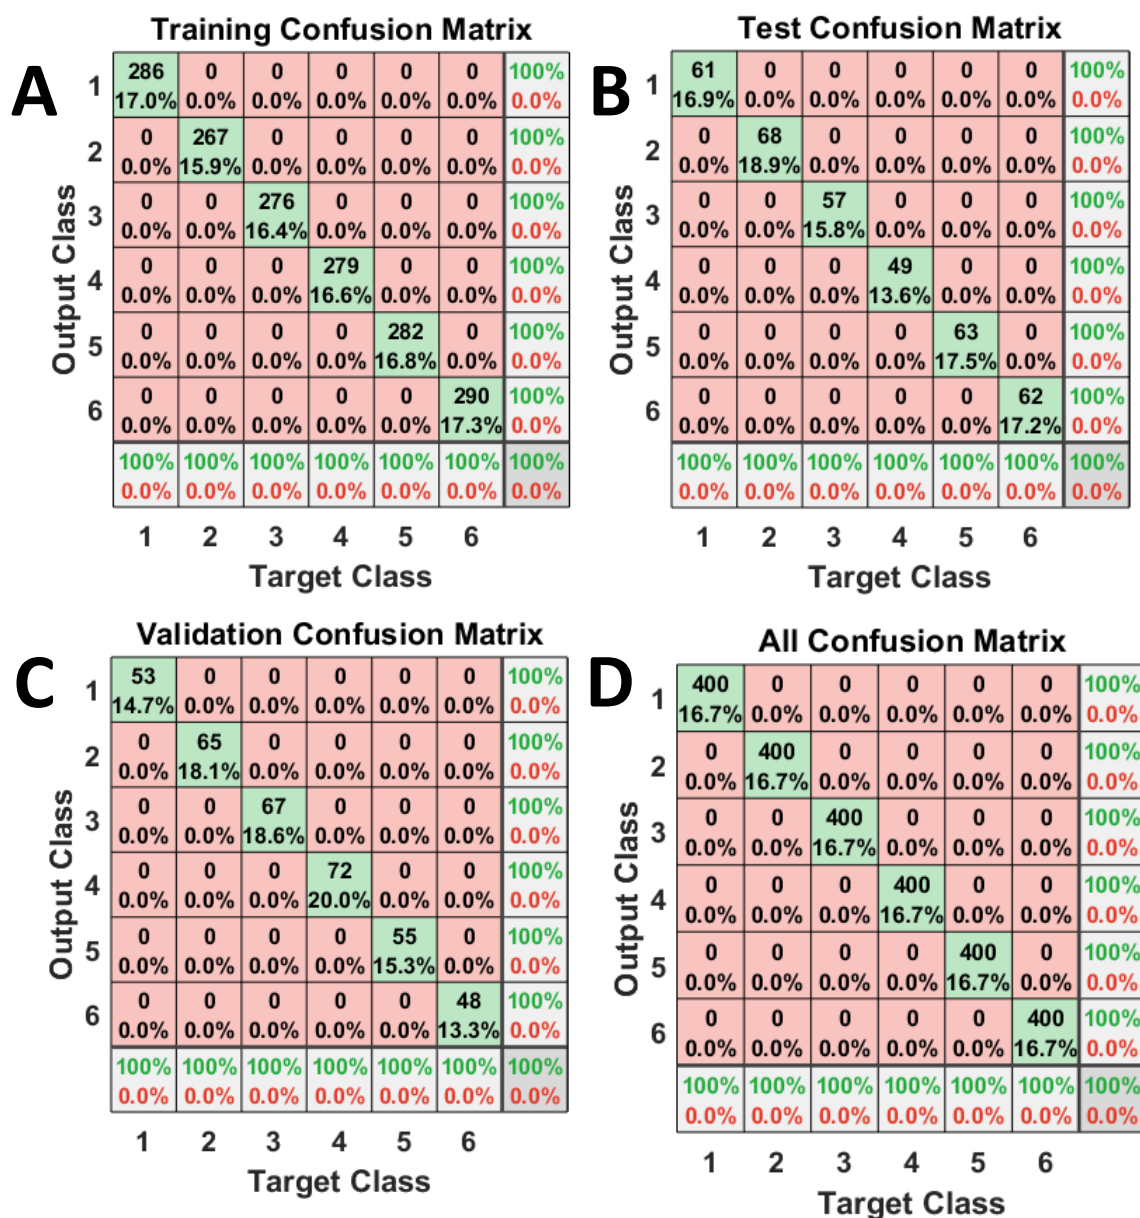 A
Training Confusion Matrix
Output Class
1 286 0 0 0 0 0 100%
17.0% 0.0% 0.0% 0.0% 0.0% 0.0% 0.0%
2 0 267 0 0 0 0 100%
0.0% 15.9% 0.0% 0.0% 0.0% 0.0% 0.0%
3 0 0 276 0 0 0 100%
0.0% 0.0% 16.4% 0.0% 0.0% 0.0% 0.0%
4 0 0 0 279 0 0 100%
0.0% 0.0% 0.0% 16.6% 0.0% 0.0% 0.0%
5 0 0 0 0 282 0 100%
0.0% 0.0% 0.0% 0.0% 16.8% 0.0% 0.0%
6 0 0 0 0 0 290 100%
0.0% 0.0% 0.0% 0.0% 0.0% 17.3% 0.0%
100% 100% 100% 100% 100% 100% 100%
0.0% 0.0% 0.0% 0.0% 0.0% 0.0% 0.0%
1 2 3 4 5 6
Target Class
B
Test Confusion Matrix
Output Class
1 61 0 0 0 0 0 100%
16.9% 0.0% 0.0% 0.0% 0.0% 0.0% 0.0%
2 0 68 0 0 0 0 100%
0.0% 18.9% 0.0% 0.0% 0.0% 0.0% 0.0%
3 0 0 57 0 0 0 100%
0.0% 0.0% 15.8% 0.0% 0.0% 0.0% 0.0%
4 0 0 0 49 0 0 100%
0.0% 0.0% 0.0% 13.6% 0.0% 0.0% 0.0%
5 0 0 0 0 63 0 100%
0.0% 0.0% 0.0% 0.0% 17.5% 0.0% 0.0%
6 0 0 0 0 0 62 100%
0.0% 0.0% 0.0% 0.0% 0.0% 17.2% 0.0%
100% 100% 100% 100% 100% 100% 100%
0.0% 0.0% 0.0% 0.0% 0.0% 0.0% 0.0%
1 2 3 4 5 6
Target Class
C
Validation Confusion Matrix
Output Class
1 53 0 0 0 0 0 100%
14.7% 0.0% 0.0% 0.0% 0.0% 0.0% 0.0%
2 0 65 0 0 0 0 100%
0.0% 18.1% 0.0% 0.0% 0.0% 0.0% 0.0%
3 0 0 67 0 0 0 100%
0.0% 0.0% 18.6% 0.0% 0.0% 0.0% 0.0%
4 0 0 0 72 0 0 100%
0.0% 0.0% 0.0% 20.0% 0.0% 0.0% 0.0%
5 0 0 0 0 55 0 100%
0.0% 0.0% 0.0% 0.0% 15.3% 0.0% 0.0%
6 0 0 0 0 0 48 100%
0.0% 0.0% 0.0% 0.0% 0.0% 13.3% 0.0%
100% 100% 100% 100% 100% 100% 100%
0.0% 0.0% 0.0% 0.0% 0.0% 0.0% 0.0%
1 2 3 4 5 6
Target Class
D
All Confusion Matrix
Output Class
1 400 0 0 0 0 0 100%
16.7% 0.0% 0.0% 0.0% 0.0% 0.0% 0.0%
2 0 400 0 0 0 0 100%
0.0% 16.7% 0.0% 0.0% 0.0% 0.0% 0.0%
3 0 0 400 0 0 0 100%
0.0% 0.0% 16.7% 0.0% 0.0% 0.0% 0.0%
4 0 0 0 400 0 0 100%
0.0% 0.0% 0.0% 16.7% 0.0% 0.0% 0.0%
5 0 0 0 0 400 0 100%
0.0% 0.0% 0.0% 0.0% 16.7% 0.0% 0.0%
6 0 0 0 0 0 400 100%
0.0% 0.0% 0.0% 0.0% 0.0% 16.7% 0.0%
100% 100% 100% 100% 100% 100% 100%
0.0% 0.0% 0.0% 0.0% 0.0% 0.0% 0.0%
1 2 3 4 5 6
Target Class